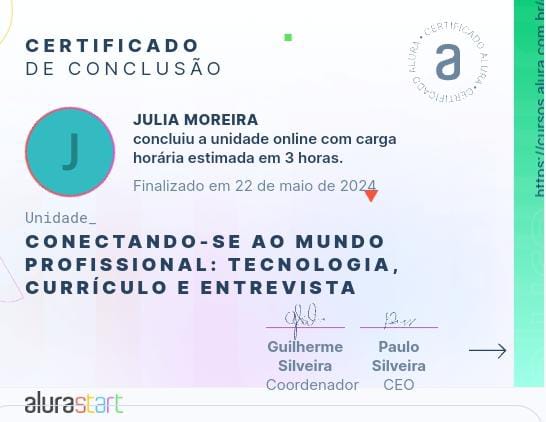 CERTIFICADO
DE CONCLUSÃO
CERTIFICADO ALURA • CERTIFICADO ALURA •
a
J
JULIA MOREIRA
concluiu a unidade online com carga
horária estimada em 3 horas.
Finalizado em 22 de maio de 2024
Unidade_
CONECTANDO-SE AO MUNDO
PROFISSIONAL: TECNOLOGIA,
CURRÍCULO E ENTREVISTA
Guilherme Silveira
Coordenador
Paulo Silveira
CEO
alurastart
https://cursos.alura.com.br/